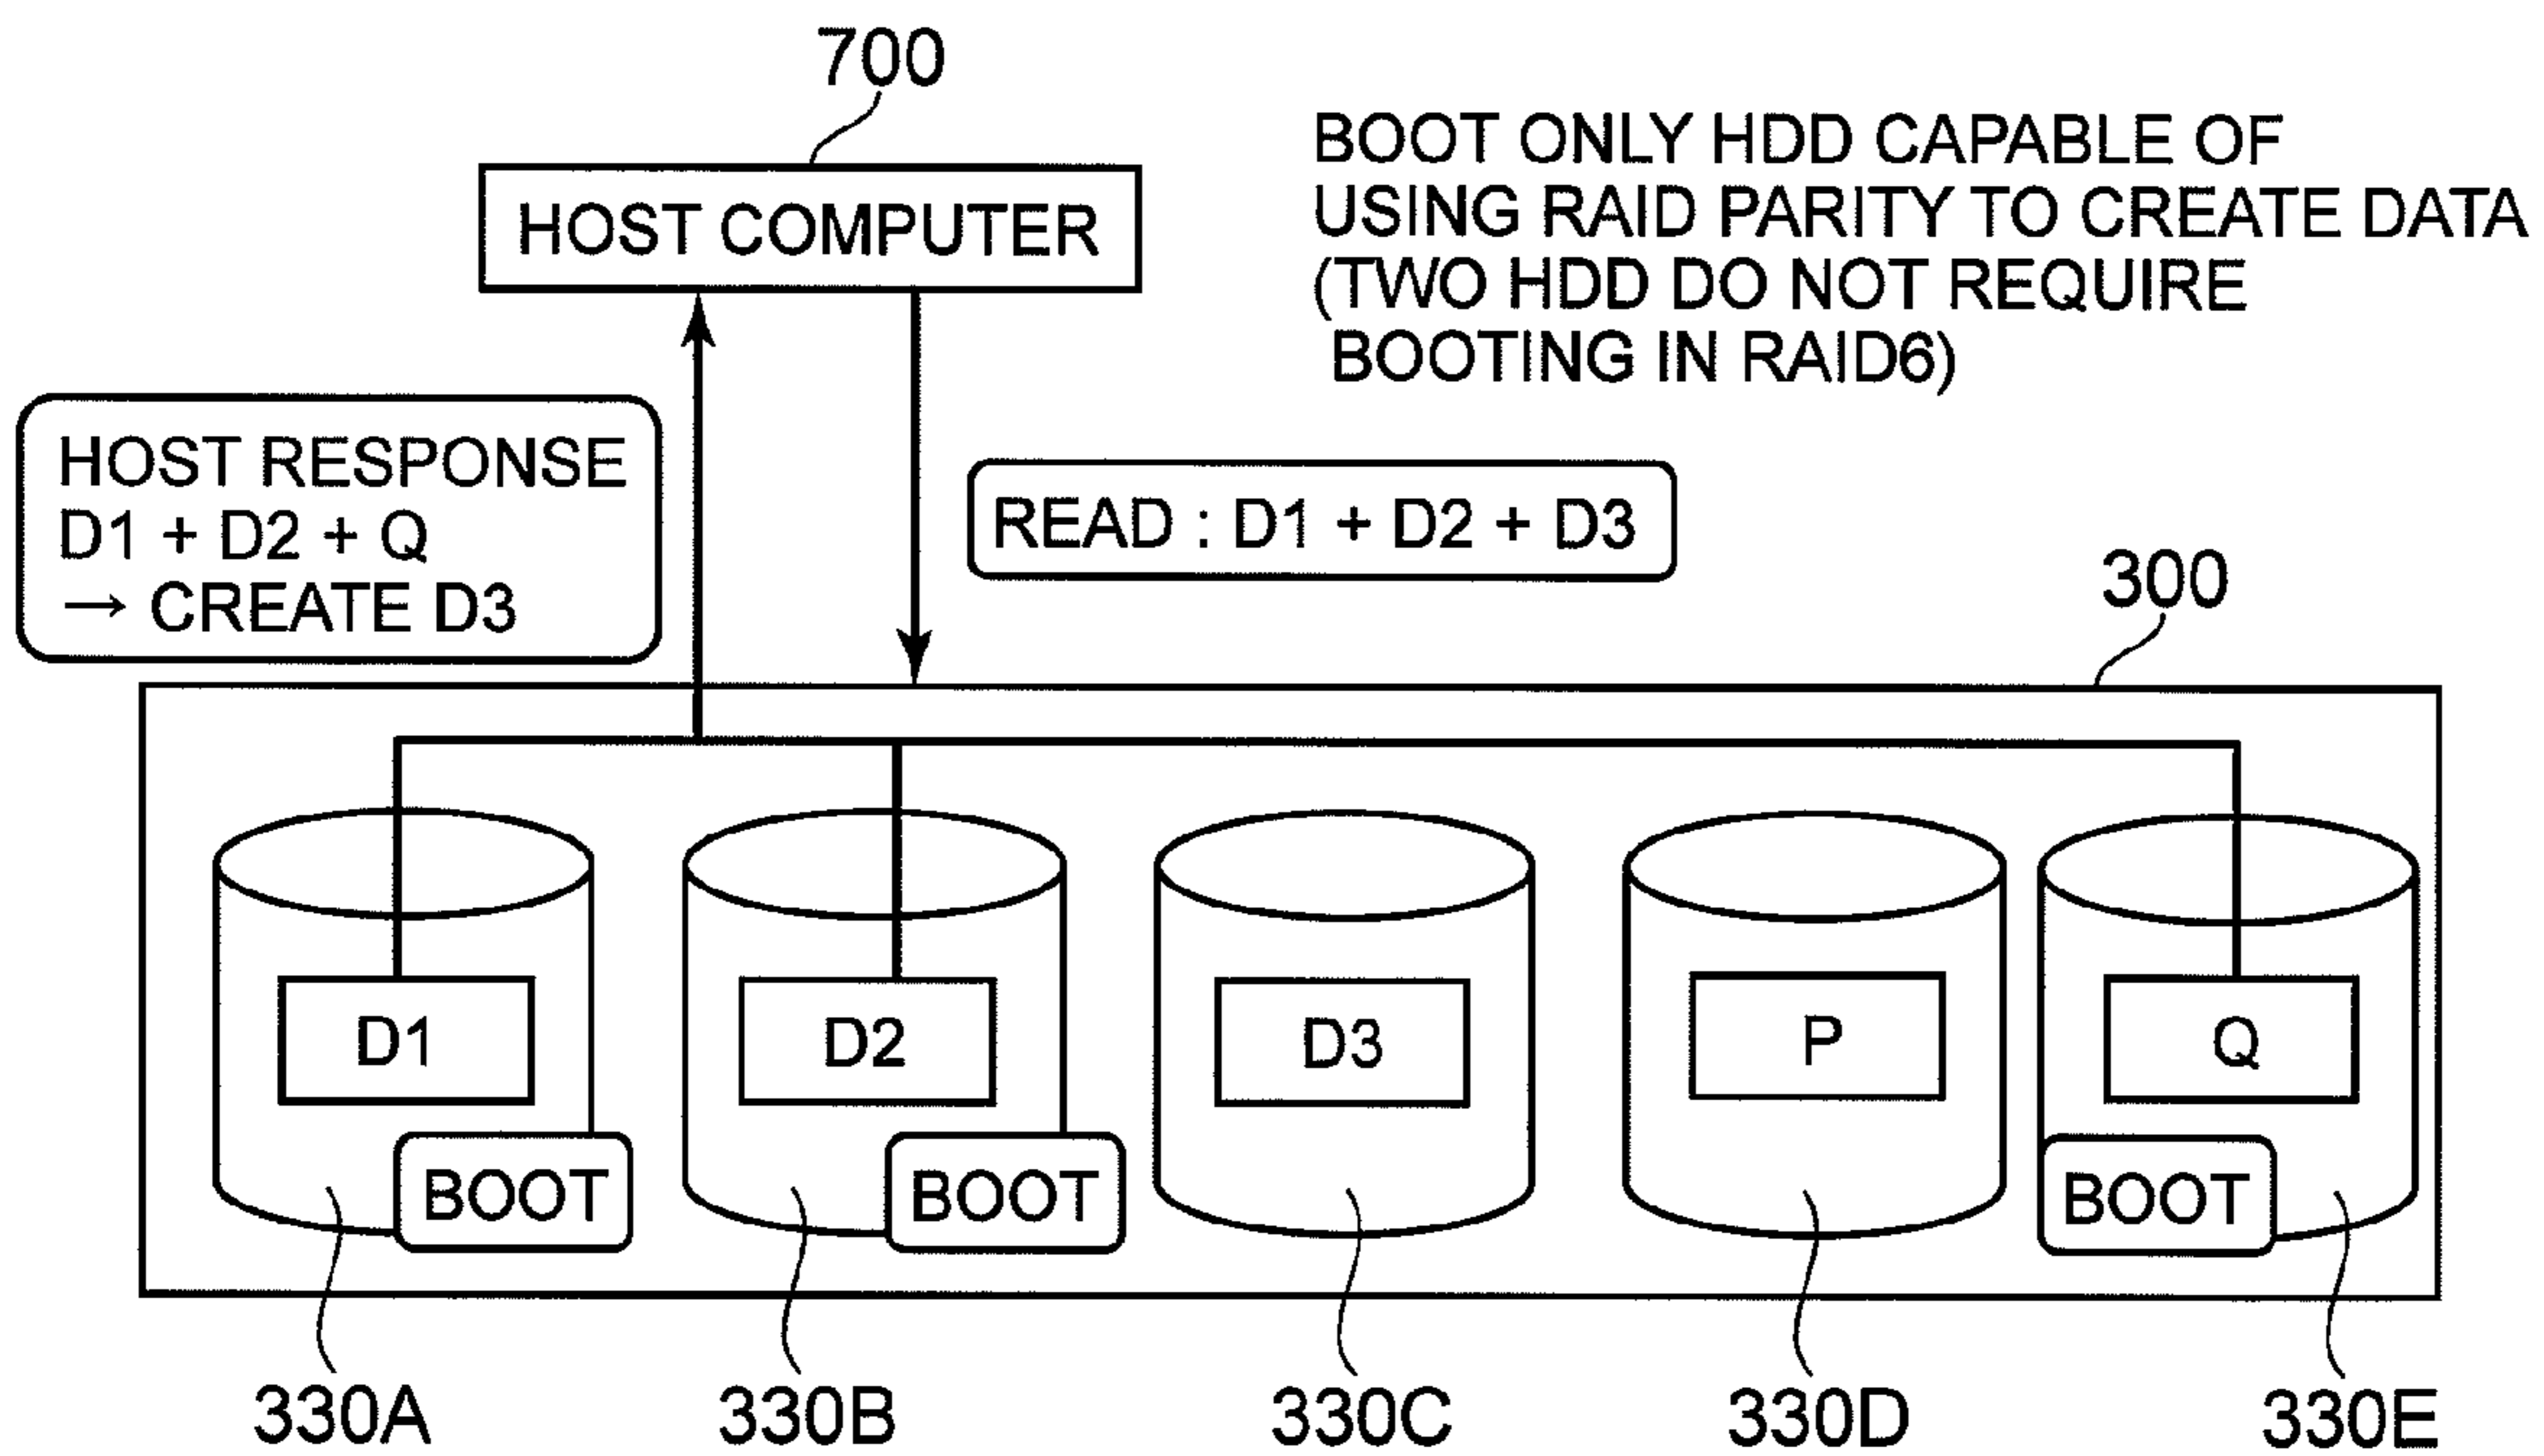 700
HOST COMPUTER
BOOT ONLY HDD CAPABLE OF
USING RAID PARITY TO CREATE DATA
(TWO HDD DO NOT REQUIRE
BOOTING IN RAID6)
HOST RESPONSE
D1 + D2 + Q
→ CREATE D3
READ : D1 + D2 + D3
300
D1
D2
D3
P
Q
BOOT
BOOT
BOOT
330A
330B
330C
330D
330E